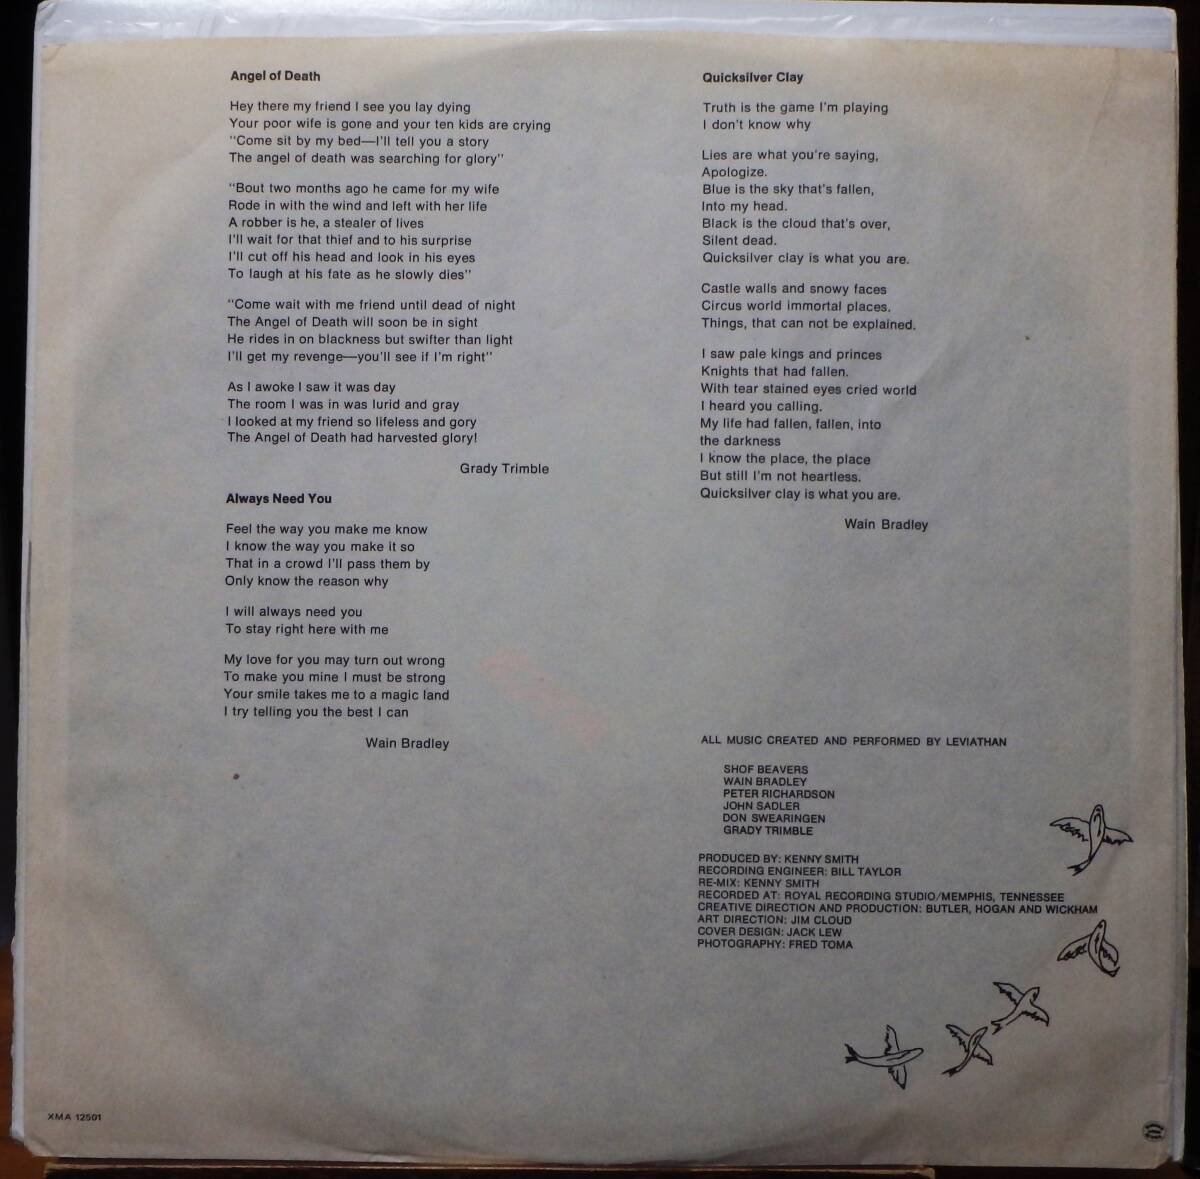 Angel of Death
Hey there my friend I see you lay dying
Your poor wife is gone and your ten kids are crying
"Come sit by my bed—I'll tell you a story
The angel of death was searching for glory"
"Bout two months ago he came for my wife
Rode in with the wind and left with her life
A robber is he, a stealer of lives
I'll wait for that thief and to his surprise
I'll cut off his head and look in his eyes
To laugh at his fate as he slowly dies"
"Come wait with me friend until dead of night
The Angel of Death will soon be in sight
He rides in on blackness but swifter than light
I'll get my revenge—you'll see if I'm right"
As I awoke I saw it was day
The room I was in was lurid and gray
I looked at my friend so lifeless and gory
The Angel of Death had harvested glory!
Grady Trimble
Always Need You
Feel the way you make me know
I know the way you make it so
That in a crowd I'll pass them by
Only know the reason why
I will always need you
To stay right here with me
My love for you may turn out wrong
To make you mine I must be strong
Your smile takes me to a magic land
I try telling you the best I can
Wain Bradley
Quicksilver Clay
Truth is the game I'm playing
I don't know why
Lies are what you're saying,
Apologize.
Blue is the sky that's fallen,
Into my head.
Black is the cloud that's over,
Silent dead.
Quicksilver clay is what you are.
Castle walls and snowy faces
Circus world immortal places.
Things, that can not be explained.
I saw pale kings and princes
Knights that had fallen.
With tear stained eyes cried world
I heard you calling.
My life had fallen, fallen, into
the darkness
I know the place, the place
But still I'm not heartless.
Quicksilver clay is what you are.
Wain Bradley
ALL MUSIC CREATED AND PERFORMED BY LEVIATHAN
SHOF BEAVERS
WAIN BRADLEY
PETER RICHARDSON
JOHN SADLER
DON SWEARINGEN
GRADY TRIMBLE
PRODUCED BY: KENNY SMITH
RECORDING ENGINEER: BILL TAYLOR
RE-MIX: KENNY SMITH
RECORDED AT: ROYAL RECORDING STUDIO/MEMPHIS, TENNESSEE
CREATIVE DIRECTION AND PRODUCTION: BUTLER, HOGAN AND WICKHAM
ART DIRECTION: JIM CLOUD
COVER DESIGN: JACK LEW
PHOTOGRAPHY: FRED TOMA
XMA 12501